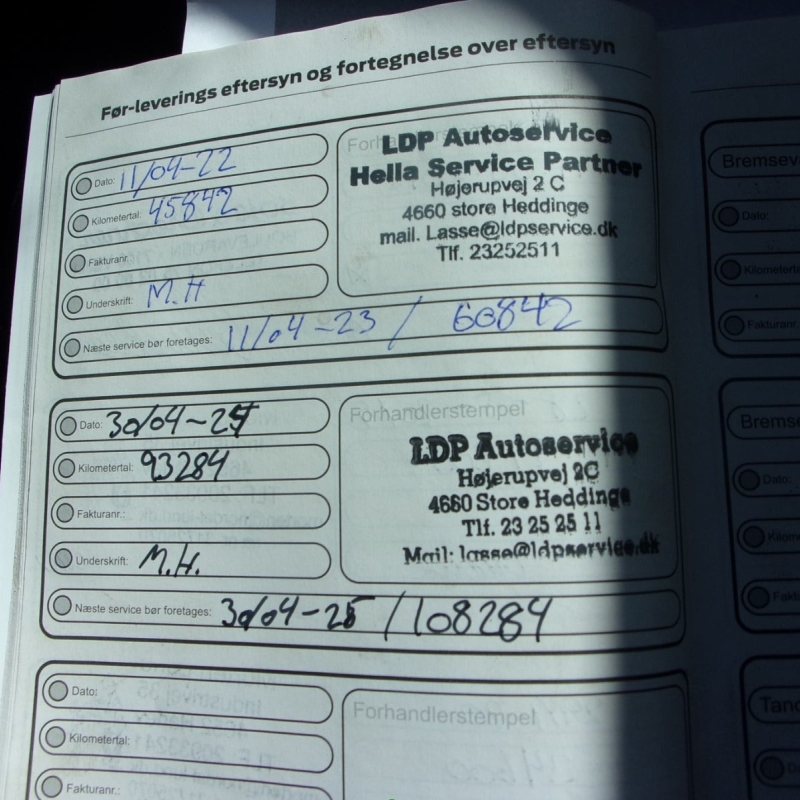 Før-leverings eftersyn og fortegnelse over eftersyn
Dato: 11/04-22
Kilometertal: 45842
Fakturanr.
Underskrift: M.H
Næste service bør foretages: 11/04-23 / 60842
LDP Autoservice
Hella Service Partner
Højerupvej 2 C
4660 store Heddinge
mail. Lasse@ldpservice.dk
Tlf. 23252511
Dato: 30/04-24
Kilometertal: 93284
Fakturanr.:
Underskrift: M.H.
Næste service bør foretages: 30/04-25 / 108284
Forhandlerstempel
LDP Autoservice
Højerupvej 2C
4660 Store Heddinge
Tlf. 23 25 25 11
Mail: lasse@ldpservice.dk
Dato:
Kilometertal:
Fakturanr.:
Forhandlerstempel
Dato:
Fakturanr.
Dato: